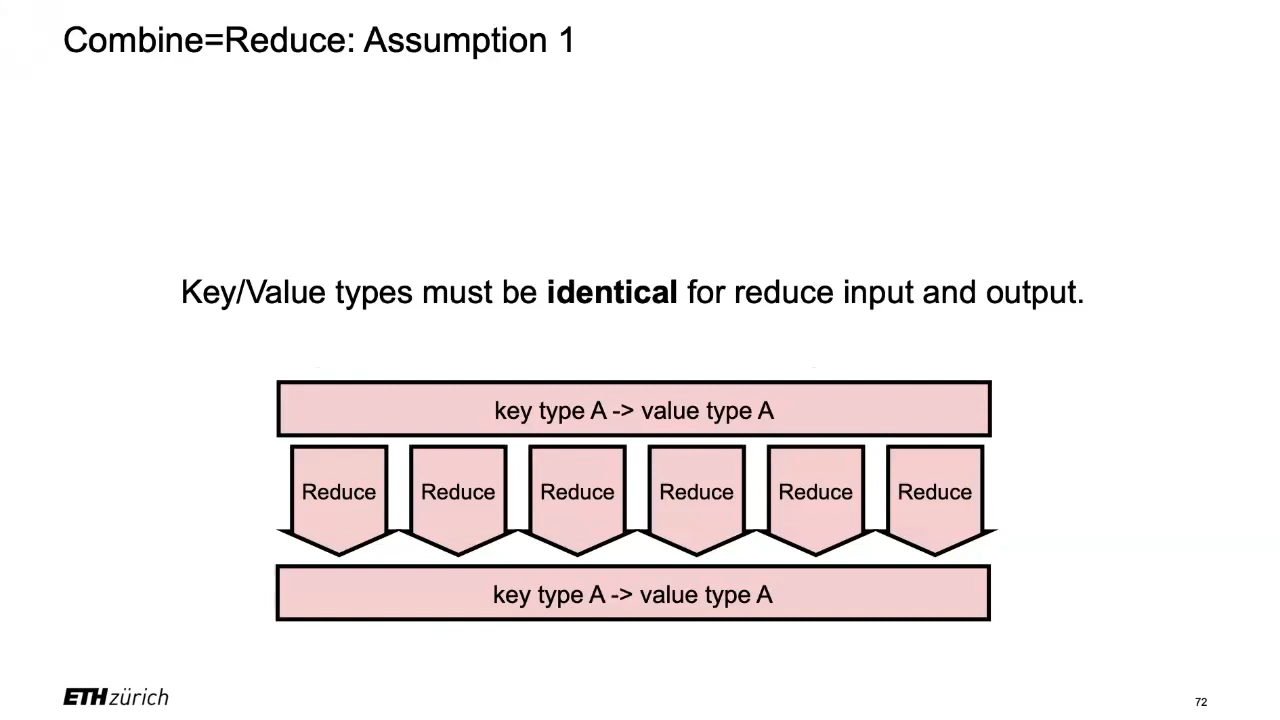 Combine=Reduce: Assumption 1
Key/Value types must be identical for reduce input and output.
key type A -> value type A
Reduce Reduce Reduce Reduce Reduce Reduce
key type A -> value type A
ETH zürich
72